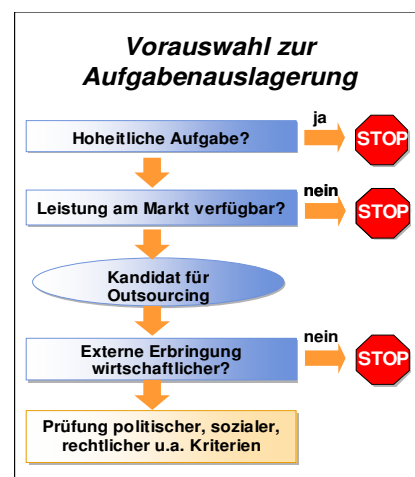 Vorauswahl zur
Aufgabenauslagerung
Hoheitliche Aufgabe?
ja
STOP
Leistung am Markt verfügbar?
nein
STOP
Kandidat für
Outsourcing
Externe Erbringung
wirtschaftlicher?
nein
STOP
Prüfung politischer, sozialer,
rechtlicher u.a. Kriterien